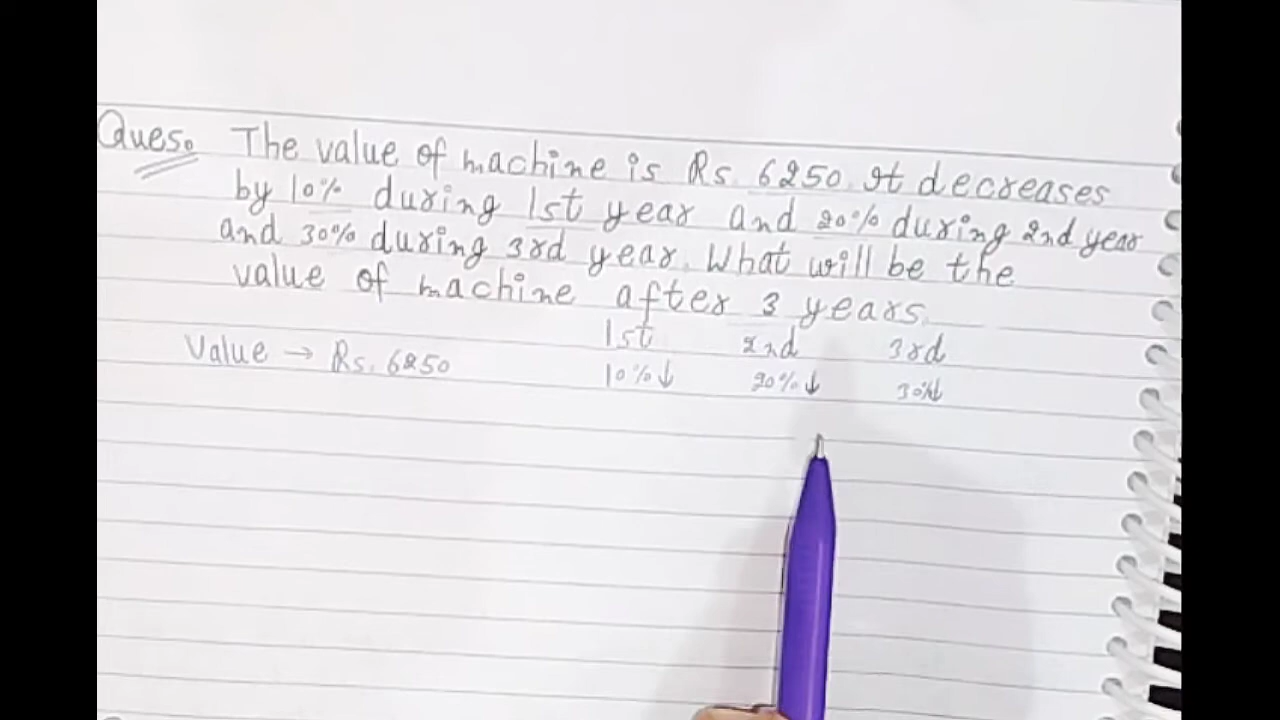 Ques. The value of machine is Rs. 6250. It decreases
by 10% during 1st year and 20% during 2nd year
and 30% during 3rd year. What will be the
value of machine after 3 years.
1st 2nd 3rd
Value → Rs. 6250 10%↓ 20%↓ 30%↓